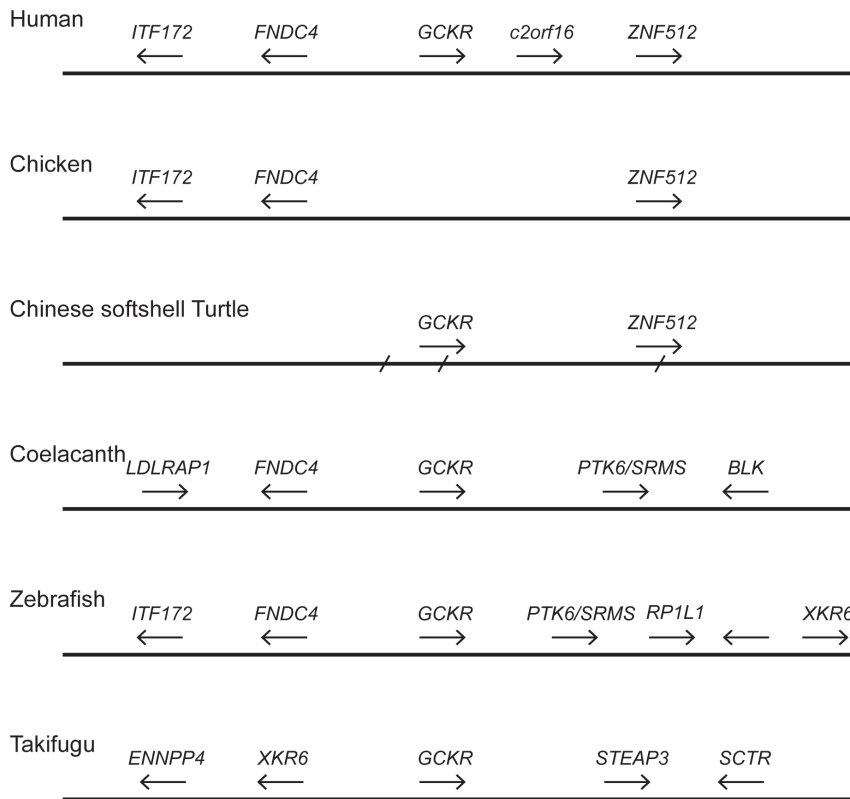 Human
ITF172 FNDC4 GCKR c2orf16 ZNF512
Chicken
ITF172 FNDC4 ZNF512
Chinese softshell Turtle
GCKR ZNF512
Coelacanth
LDLRAP1 FNDC4 GCKR PTK6/SRMS BLK
Zebrafish
ITF172 FNDC4 GCKR PTK6/SRMS RP1L1 XKR6
Takifugu
ENNPP4 XKR6 GCKR STEAP3 SCTR